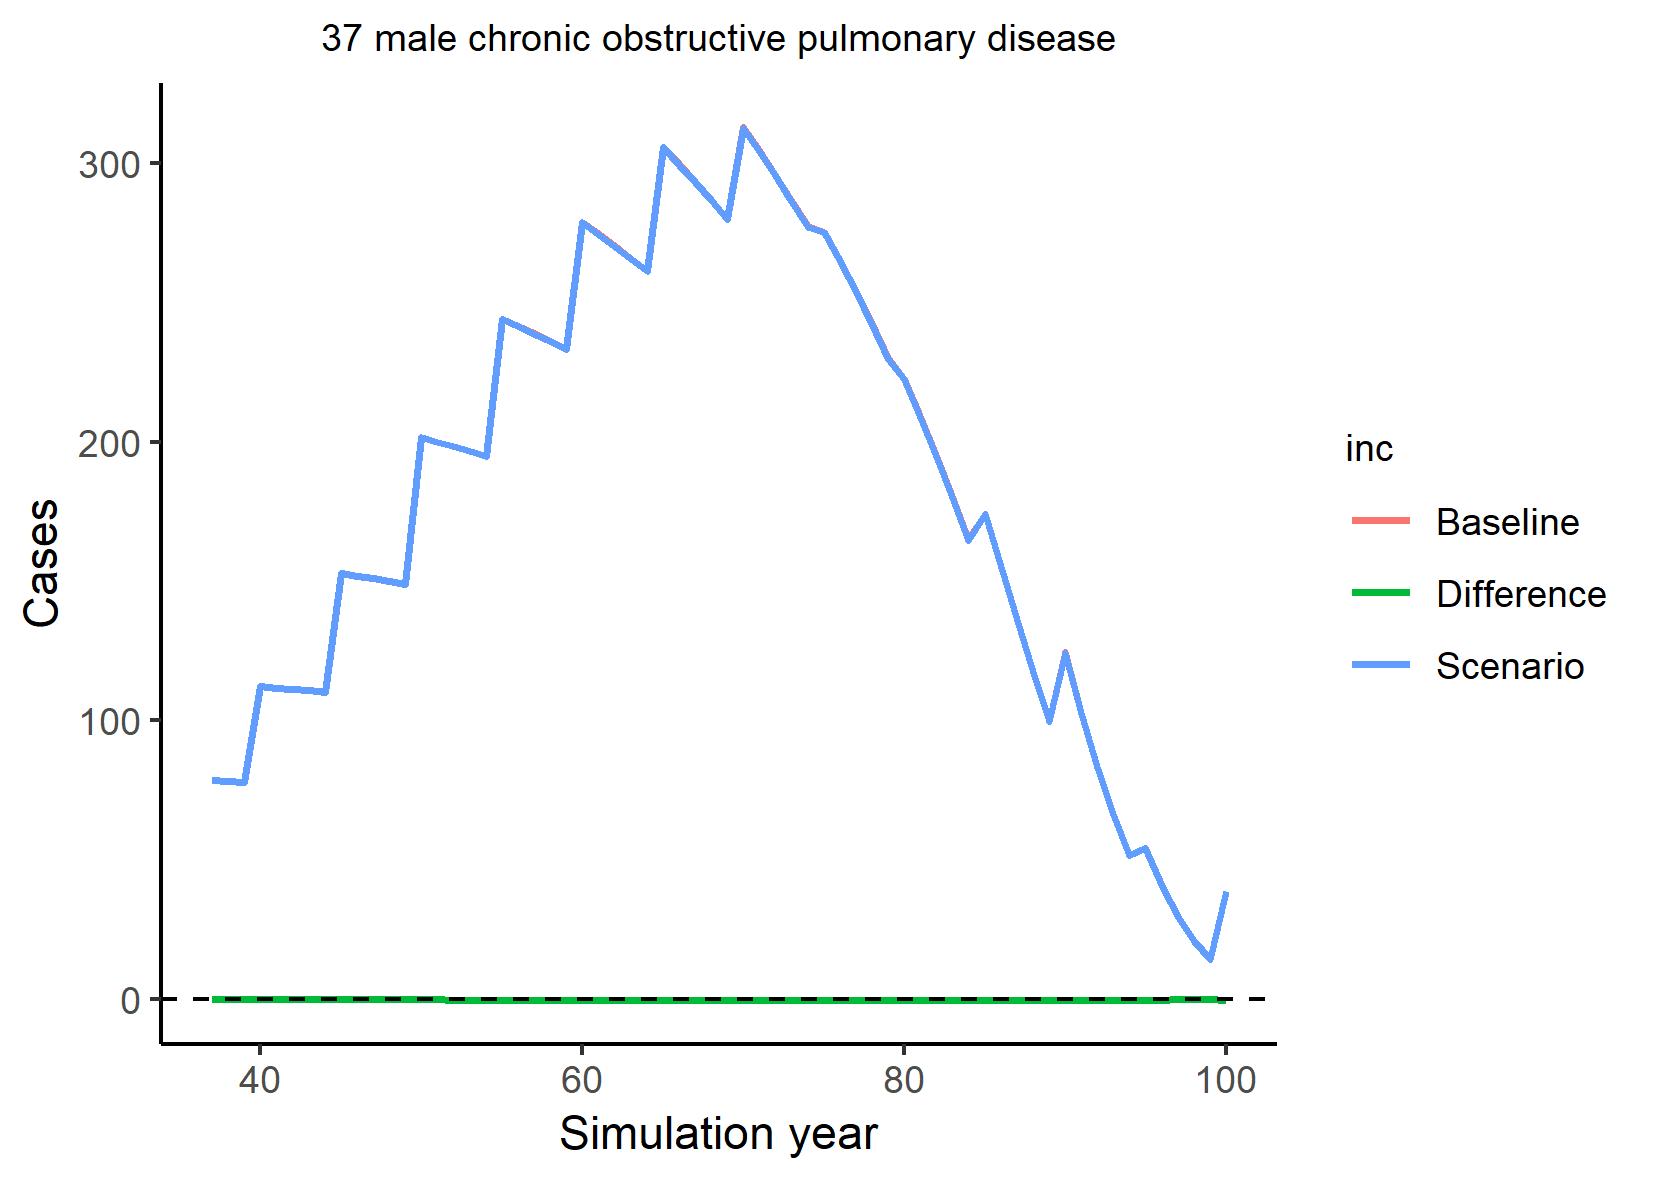 37 male chronic obstructive pulmonary disease
300
200
100
0
Cases
40 60 80 100
Simulation year
inc
Baseline
Difference
Scenario